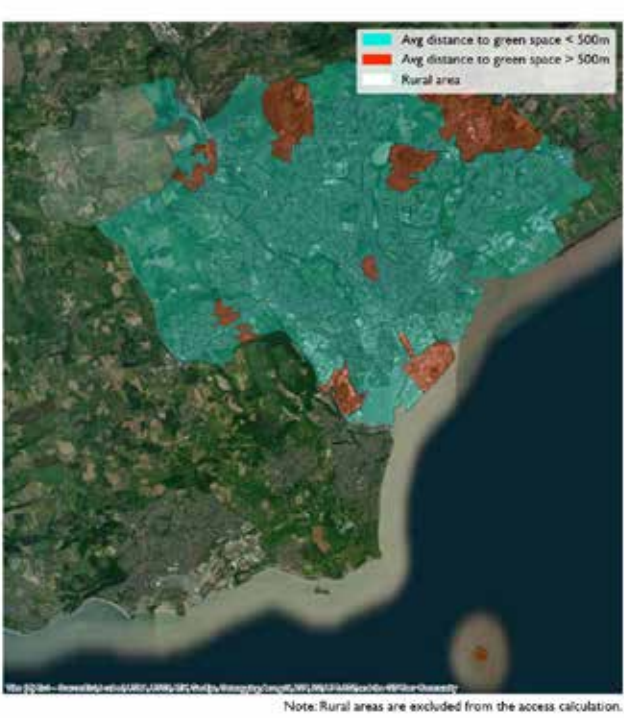 Avg distance to green space < 500m
Avg distance to green space > 500m
Rural area
Note: Rural areas are excluded from the access calculation.